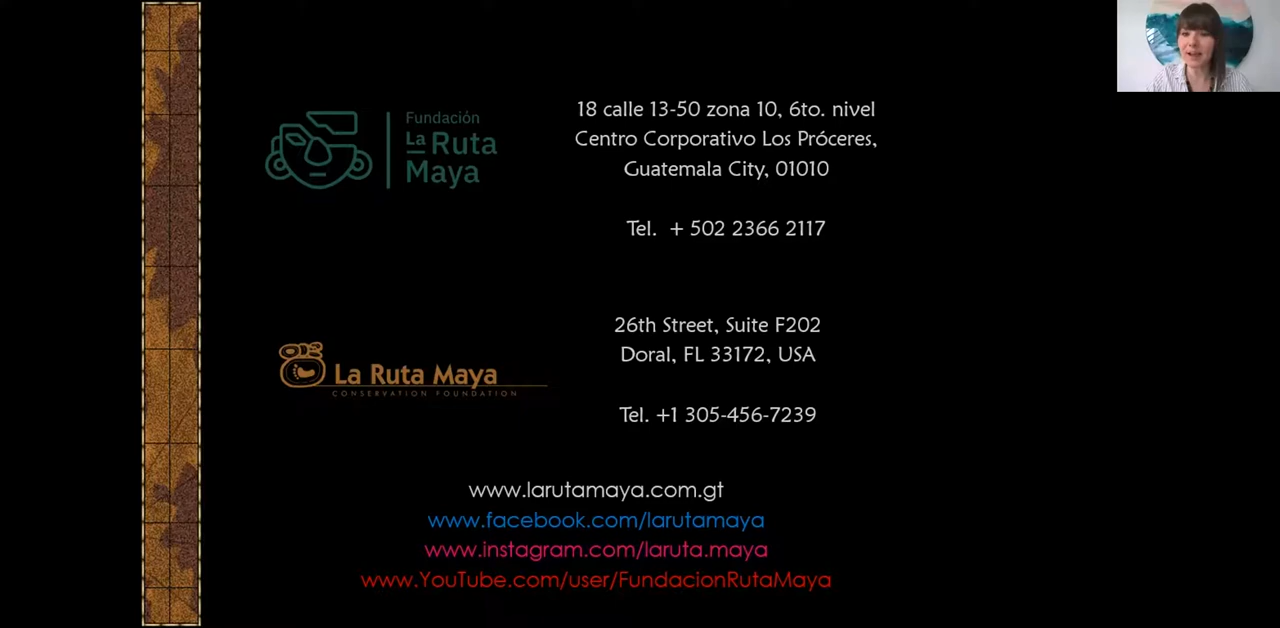 Fundación
La Ruta
Maya
18 calle 13-50 zona 10, 6to. nivel
Centro Corporativo Los Próceres,
Guatemala City, 01010
Tel. + 502 2366 2117
La Ruta Maya
CONSERVATION FOUNDATION
26th Street, Suite F202
Doral, FL 33172, USA
Tel. +1 305-456-7239
www.larutamaya.com.gt
www.facebook.com/larutamaya
www.instagram.com/laruta.maya
www.YouTube.com/user/FundacionRutaMaya